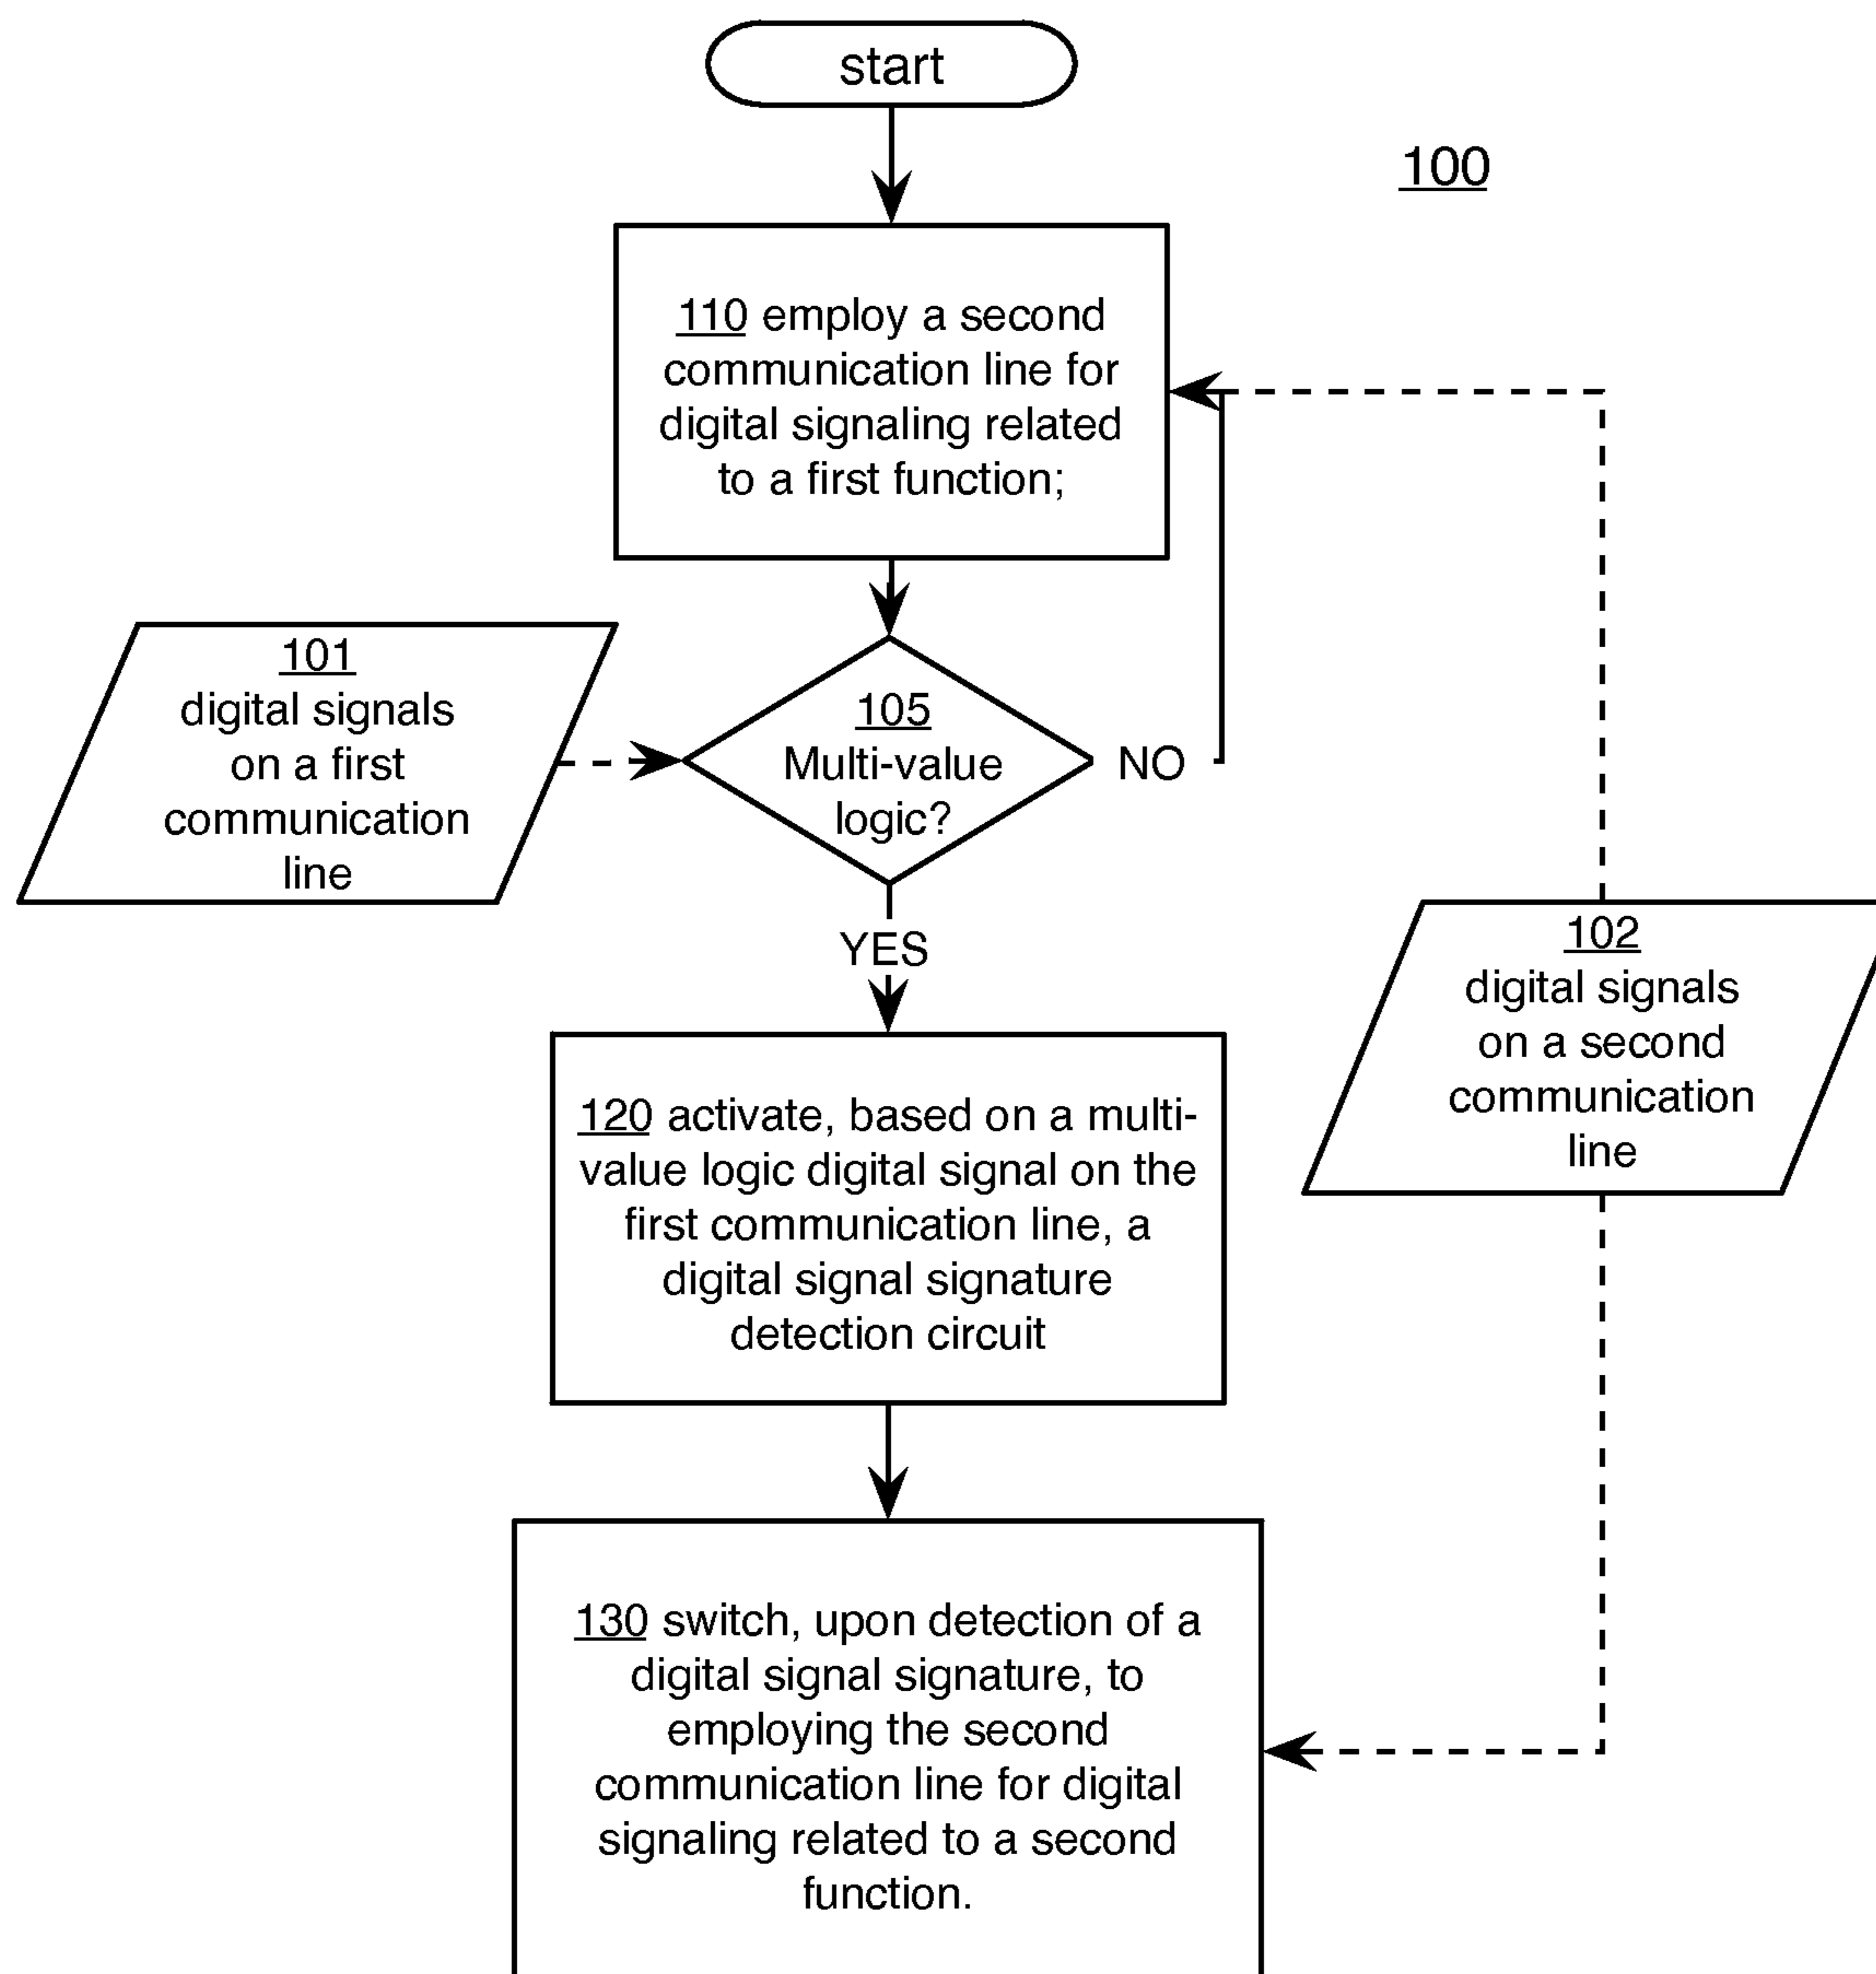 start
100
110 employ a second
communication line for
digital signaling related
to a first function;
101
digital signals
on a first
communication
line
105
Multi-value
logic?
NO
YES
102
digital signals
on a second
communication
line
120 activate, based on a multi-
value logic digital signal on the
first communication line, a
digital signal signature
detection circuit
130 switch, upon detection of a
digital signal signature, to
employing the second
communication line for digital
signaling related to a second
function.